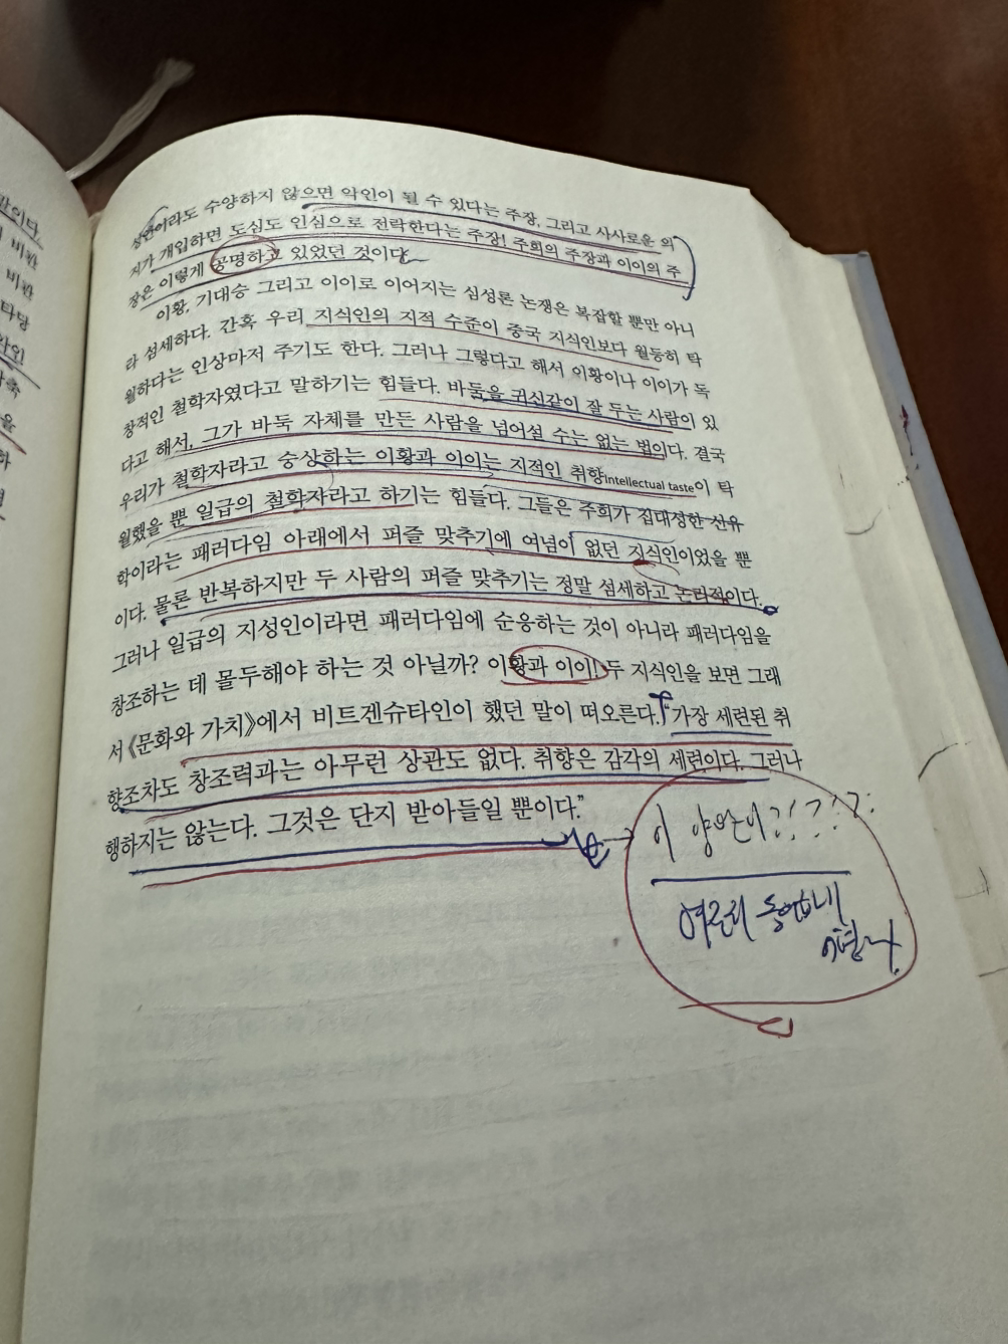 성인이라도 수양하지 않으면 악인이 될 수 있다는 주장, 그리고 사사로운 의
지가 개입하면 도심도 인심으로 전락한다는 주장! 주희의 주장과 이이의 주
장은 이렇게 공명하고 있었던 것이다.
이황, 기대승 그리고 이이로 이어지는 심성론 논쟁은 복잡할 뿐만 아니
라 섬세하다. 간혹 우리 지식인의 지적 수준이 중국 지식인보다 월등히 탁
월하다는 인상마저 주기도 한다. 그러나 그렇다고 해서 이황이나 이이가 독
창적인 철학자였다고 말하기는 힘들다. 바둑을 귀신같이 잘 두는 사람이 있
다고 해서, 그가 바둑 자체를 만든 사람을 넘어설 수는 없는 법이다. 결국
우리가 철학자라고 숭상하는 이황과 이이는 지적인 취향intellectual taste이 탁
월했을 뿐 일급의 철학자라고 하기는 힘들다. 그들은 주희가 집대성한 신유
학이라는 패러다임 아래에서 퍼즐 맞추기에 여념이 없던 지식인이었을 뿐
이다. 물론 반복하지만 두 사람의 퍼즐 맞추기는 정말 섬세하고 논리적이다.
그러나 일급의 지성인이라면 패러다임에 순응하는 것이 아니라 패러다임을
창조하는 데 몰두해야 하는 것 아닐까? 이황과 이이! 두 지식인을 보면 그래
서 《문화와 가치》에서 비트겐슈타인이 했던 말이 떠오른다. "가장 세련된 취
향조차도 창조력과는 아무런 상관도 없다. 취향은 감각의 세련이다. 그러나
행하지는 않는다. 그것은 단지 받아들일 뿐이다."
이 양반이?!?!?
만이다.
비판
비판
타당